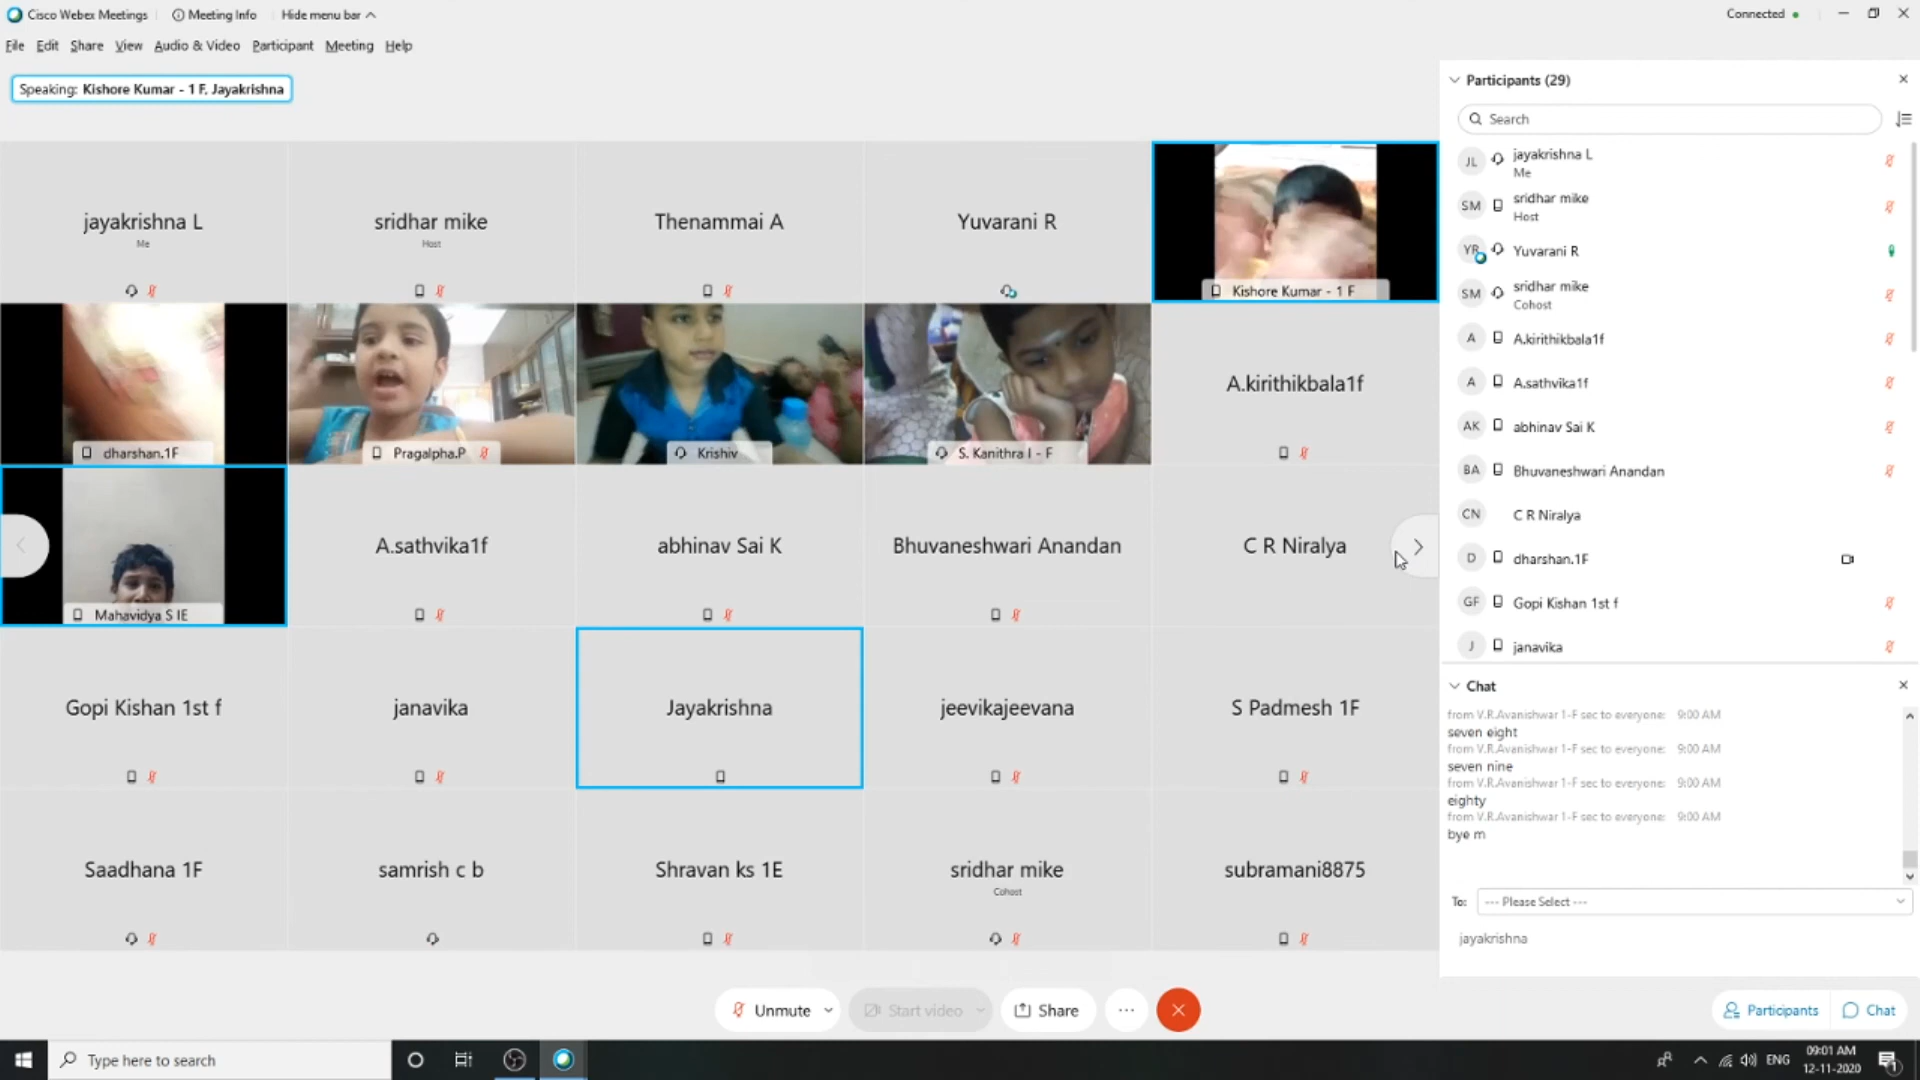 Cisco Webex Meetings
Meeting Info
Hide menu bar
Connected
File Edit Share View Audio & Video Participant Meeting Help
Speaking: Kishore Kumar - 1 F, Jayakrishna
jayakrishna L
Me
sridhar mike
Host
Thenammai A
Yuvarani R
Kishore Kumar - 1 F
dharshan.1F
Pragalpha.P
Krishiv
S. Kanithra I - F
A.kirithikbala1f
Mahavidya S IE
A.sathvika1f
abhinav Sai K
Bhuvaneshwari Anandan
C R Niralya
Gopi Kishan 1st f
janavika
Jayakrishna
jeevikajeevana
S Padmesh 1F
Saadhana 1F
samrish c b
Shravan ks 1E
sridhar mike
Cohost
subramani8875
Participants (29)
Search
JL jayakrishna L
Me
SM sridhar mike
Host
YR Yuvarani R
SM sridhar mike
Cohost
A A.kirithikbala1f
A A.sathvika1f
AK abhinav Sai K
BA Bhuvaneshwari Anandan
CN C R Niralya
D dharshan.1F
GF Gopi Kishan 1st f
J janavika
Chat
from V.R.Avanishwar 1-F sec to everyone: 9:00 AM
seven eight
from V.R.Avanishwar 1-F sec to everyone: 9:00 AM
seven nine
from V.R.Avanishwar 1-F sec to everyone: 9:00 AM
eighty
from V.R.Avanishwar 1-F sec to everyone: 9:00 AM
bye m
To: --- Please Select ---
jayakrishna
Unmute
Start video
Share
Participants
Chat
Type here to search
ENG
09:01 AM
12-11-2020
1